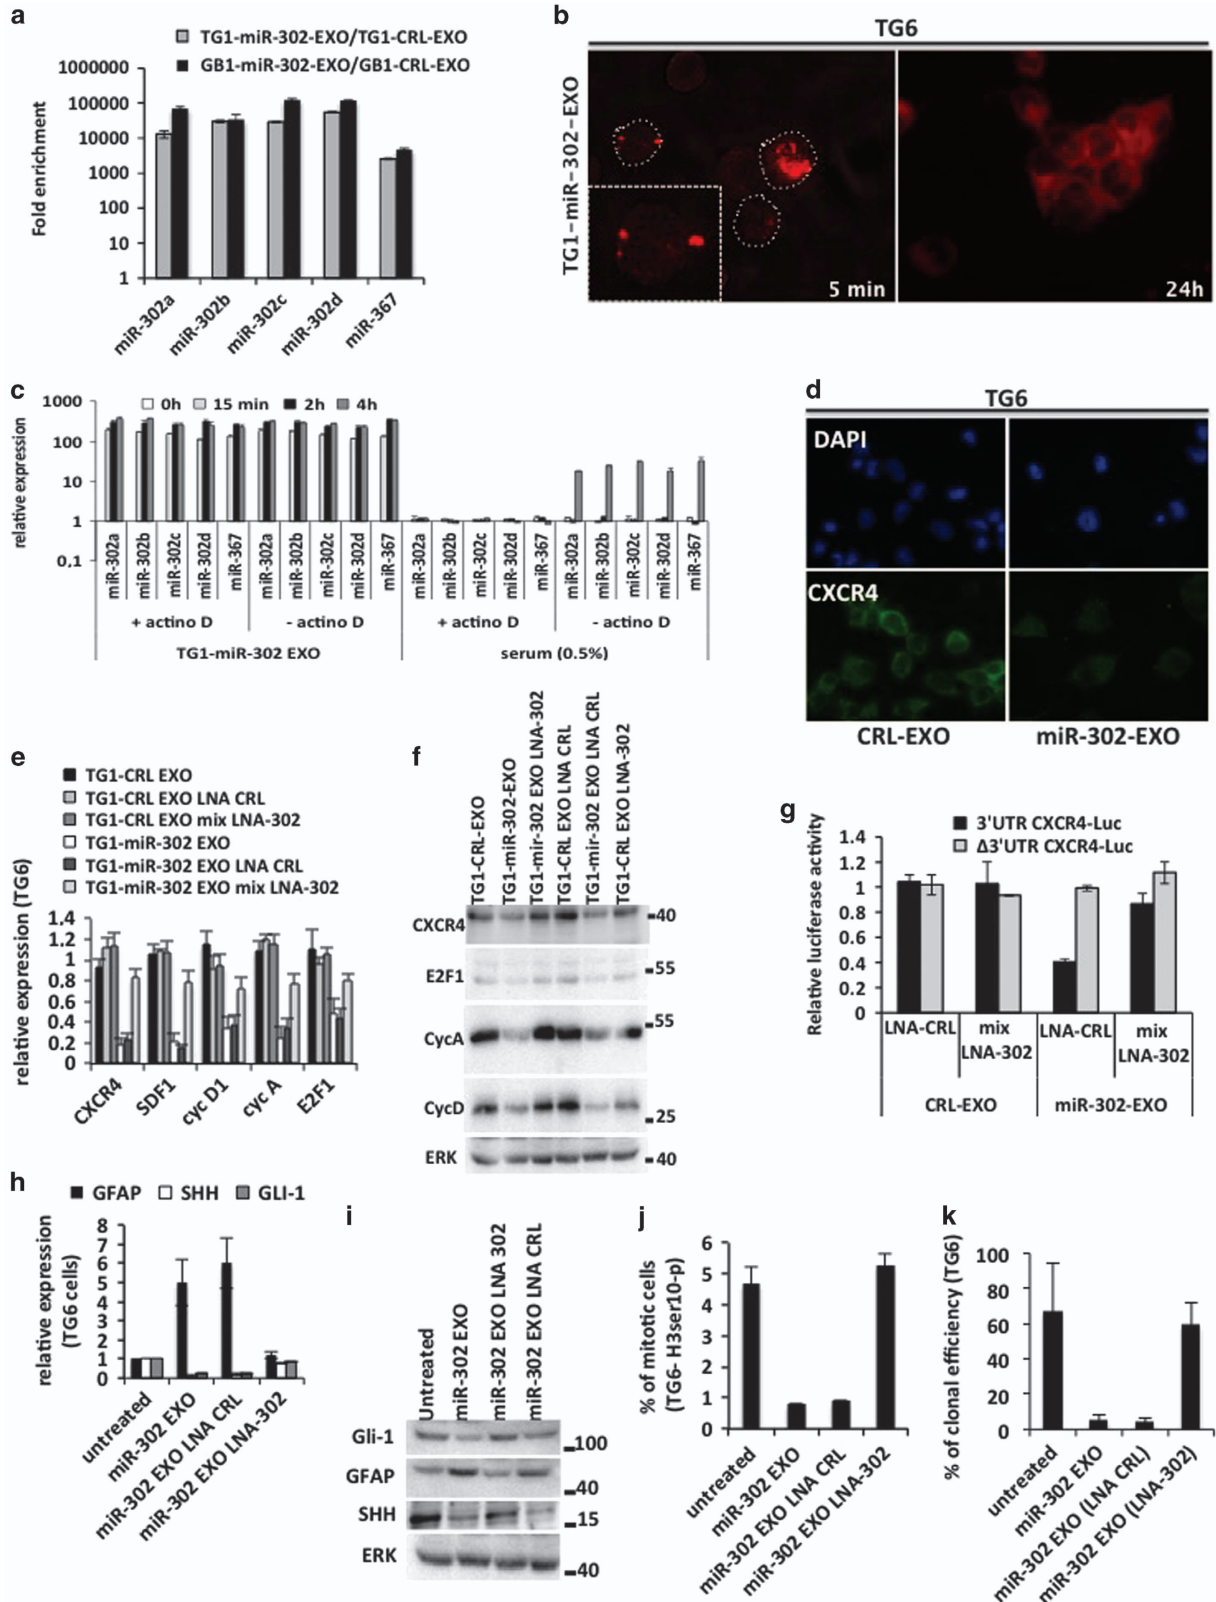 a
TG1-miR-302-EXO/TG1-CRL-EXO
GB1-miR-302-EXO/GB1-CRL-EXO
Fold enrichment
1000000
100000
10000
1000
100
10
1
miR-302a
miR-302b
miR-302c
miR-302d
miR-367
b
TG6
TG1-miR-302-EXO
5 min
24h
c
0h 15 min 2h 4h
relative expression
1000
100
10
1
0,1
miR-302a miR-302b miR-302c miR-302d miR-367 miR-302a miR-302b miR-302c miR-302d miR-367 miR-302a miR-302b miR-302c miR-302d miR-367 miR-302a miR-302b miR-302c miR-302d miR-367
+ actino D - actino D + actino D - actino D
TG1-miR-302 EXO serum (0.5%)
d
TG6
DAPI
CXCR4
CRL-EXO miR-302-EXO
e
TG1-CRL EXO
TG1-CRL EXO LNA CRL
TG1-CRL EXO mix LNA-302
TG1-miR-302 EXO
TG1-miR-302 EXO LNA CRL
TG1-miR-302 EXO mix LNA-302
relative expression (TG6)
1.4
1.2
1
0.8
0.6
0.4
0.2
0
CXCR4
SDF1
cyc D1
cyc A
E2F1
f
TG1-CRL-EXO
TG1-miR-302-EXO
TG1-mir-302 EXO LNA-302
TG1-CRL EXO LNA CRL
TG1-mir-302 EXO LNA CRL
TG1-CRL EXO LNA-302
CXCR4 40
E2F1 55
CycA 55
CycD 25
ERK 40
g
3'UTR CXCR4-Luc
Δ3'UTR CXCR4-Luc
Relative luciferase activity
1.4
1.2
1
0.8
0.6
0.4
0.2
0
LNA-CRL mix LNA-302 LNA-CRL mix LNA-302
CRL-EXO miR-302-EXO
h
GFAP SHH GLI-1
relative expression
(TG6 cells)
8
7
6
5
4
3
2
1
0
untreated
miR-302 EXO
miR-302 EXO LNA CRL
miR-302 EXO LNA-302
i
Untreated
miR-302 EXO
miR-302 EXO LNA 302
miR-302 EXO LNA CRL
Gli-1 100
GFAP 40
SHH 15
ERK 40
j
% of mitotic cells
(TG6- H3ser10-p)
6
5
4
3
2
1
0
untreated
miR-302 EXO
miR-302 EXO LNA CRL
miR-302 EXO LNA-302
k
% of clonal efficiency (TG6)
100
80
60
40
20
0
untreated
miR-302 EXO
miR-302 EXO (LNA CRL)
miR-302 EXO (LNA-302)